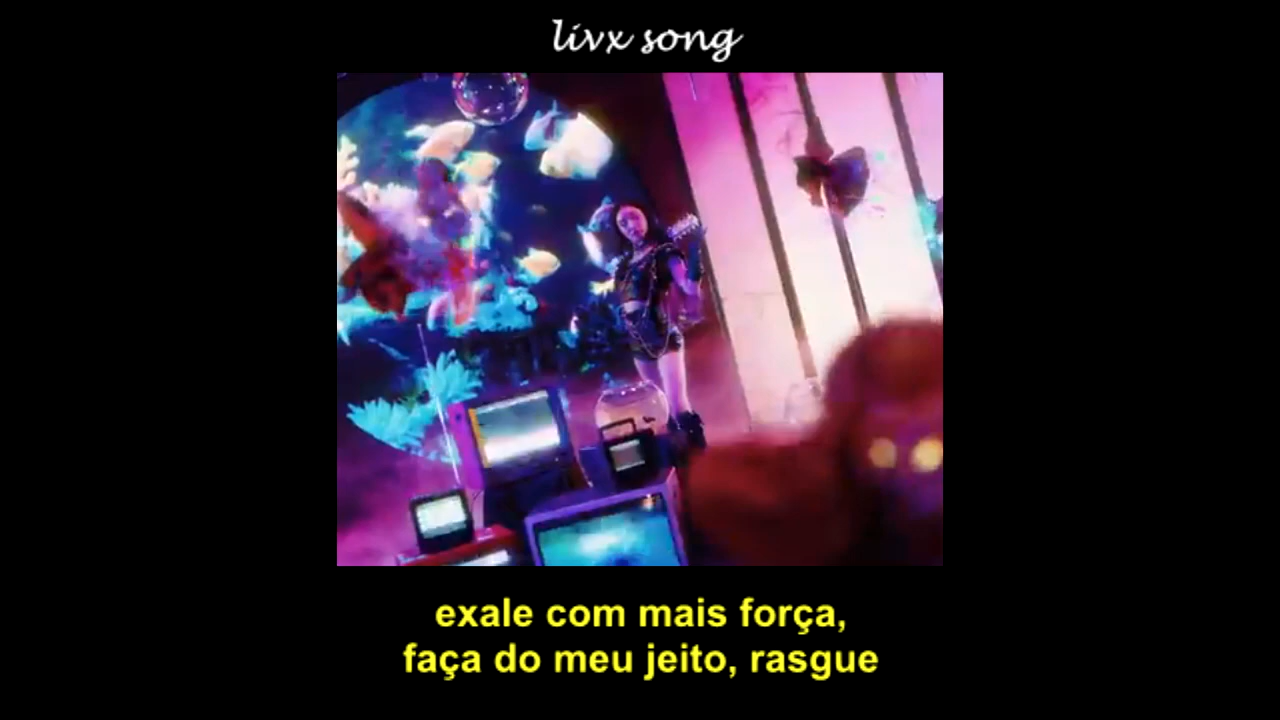 livx song
exale com mais força,
faça do meu jeito, rasgue